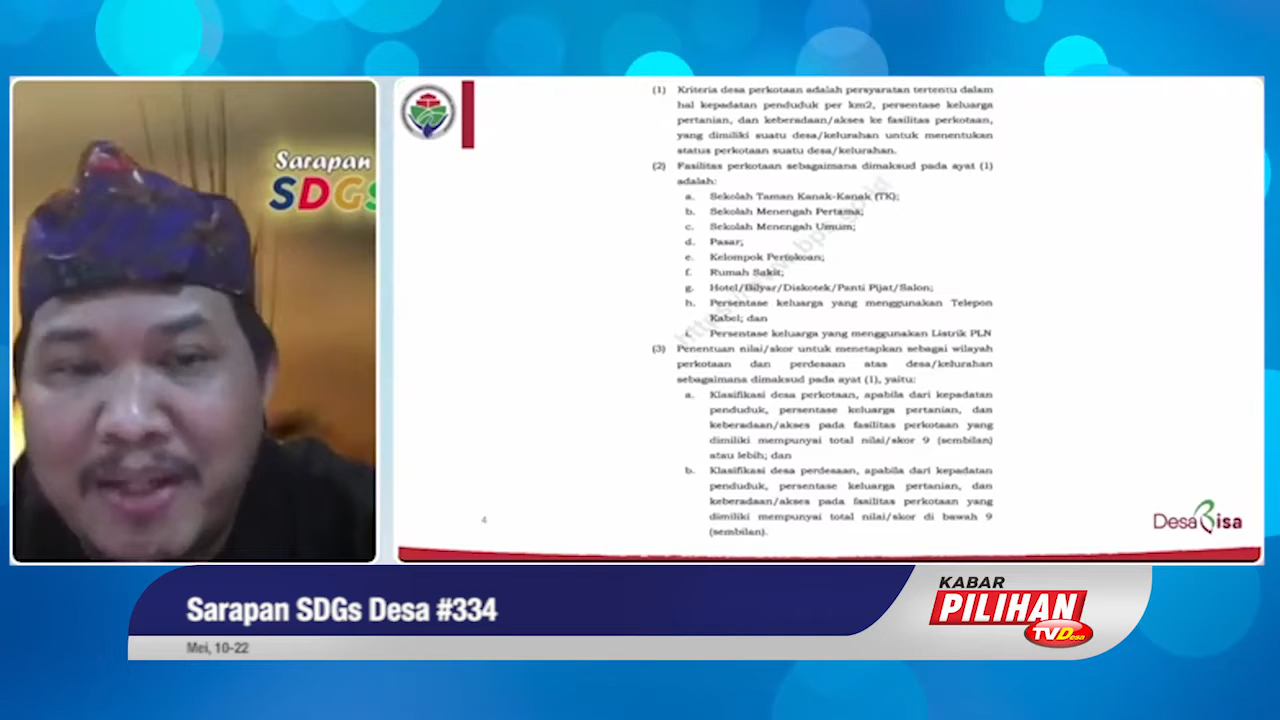 Sarapan
SDGs
(1) Kriteria desa perkotaan adalah persyaratan tertentu dalam
hal kepadatan penduduk per km2, persentase keluarga
pertanian, dan keberadaan/akses ke fasilitas perkotaan,
yang dimiliki suatu desa/kelurahan untuk menentukan
status perkotaan suatu desa/kelurahan.
(2) Fasilitas perkotaan sebagaimana dimaksud pada ayat (1)
adalah:
a. Sekolah Taman Kanak-Kanak (TK);
b. Sekolah Menengah Pertama;
c. Sekolah Menengah Umum;
d. Pasar;
e. Kelompok Pertokoan;
f. Rumah Sakit;
g. Hotel/Bilyar/Diskotek/Panti Pijat/Salon;
h. Persentase keluarga yang menggunakan Telepon
Kabel; dan
i. Persentase keluarga yang menggunakan Listrik PLN
(3) Penentuan nilai/skor untuk menetapkan sebagai wilayah
perkotaan dan perdesaan atas desa/kelurahan
sebagaimana dimaksud pada ayat (1), yaitu:
a. Klasifikasi desa perkotaan, apabila dari kepadatan
penduduk, persentase keluarga pertanian, dan
keberadaan/akses pada fasilitas perkotaan yang
dimiliki mempunyai total nilai/skor 9 (sembilan)
atau lebih; dan
b. Klasifikasi desa perdesaan, apabila dari kepadatan
penduduk, persentase keluarga pertanian, dan
keberadaan/akses pada fasilitas perkotaan yang
dimiliki mempunyai total nilai/skor di bawah 9
(sembilan).
4
Desa Bisa
Sarapan SDGs Desa #334
Mei, 10-22
KABAR
PILIHAN
TVDesa